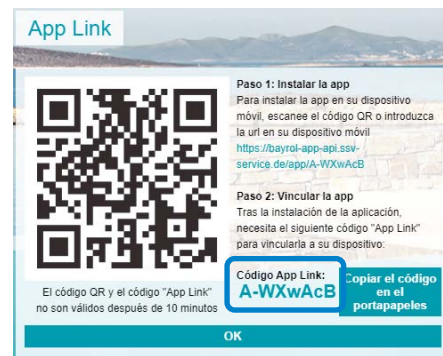 App Link
Paso 1: Instalar la app
Para instalar la app en su dispositivo
móvil, escanee el código QR o introduzca
la url en su dispositivo móvil
https://bayrol-app-api.ssv-
service.de/app/A-WXwAcB
Paso 2: Vincular la app
Tras la instalación de la aplicación,
necesita el siguiente código "App Link"
para vincularla a su dispositivo:
El código QR y el código "App Link"
no son válidos después de 10 minutos
Código App Link:
A-WXwAcB
Copiar el código
en el
portapapeles
OK